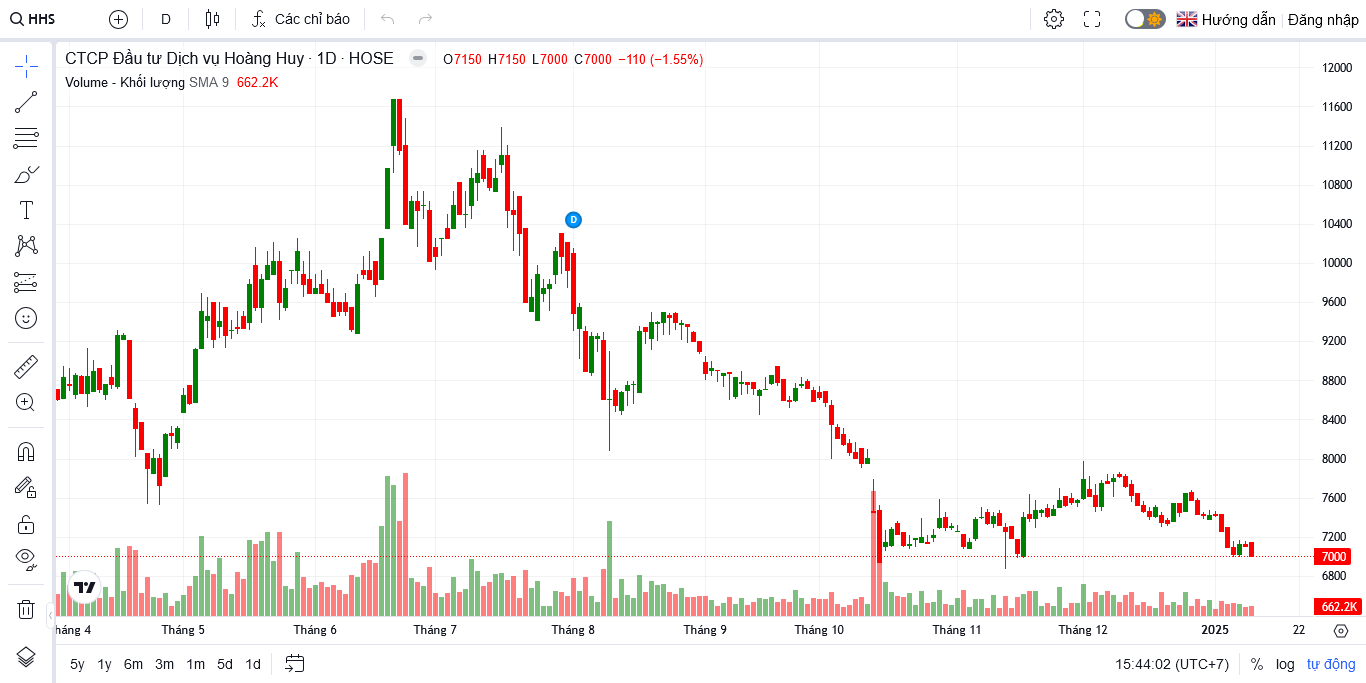 HHS D Các chỉ báo Hướng dẫn Đăng nhập
CTCP Đầu tư Dịch vụ Hoàng Huy · 1D · HOSE O7150 H7150 L7000 C7000 −110 (−1.55%)
Volume - Khối lượng SMA 9 662.2K
D
12000
11600
11200
10800
10400
10000
9600
9200
8800
8400
8000
7600
7200
7000
6800
662.2K
háng 4 Tháng 5 Tháng 6 Tháng 7 Tháng 8 Tháng 9 Tháng 10 Tháng 11 Tháng 12 2025 22
5y 1y 6m 3m 1m 5d 1d 15:44:02 (UTC+7) % log tự động